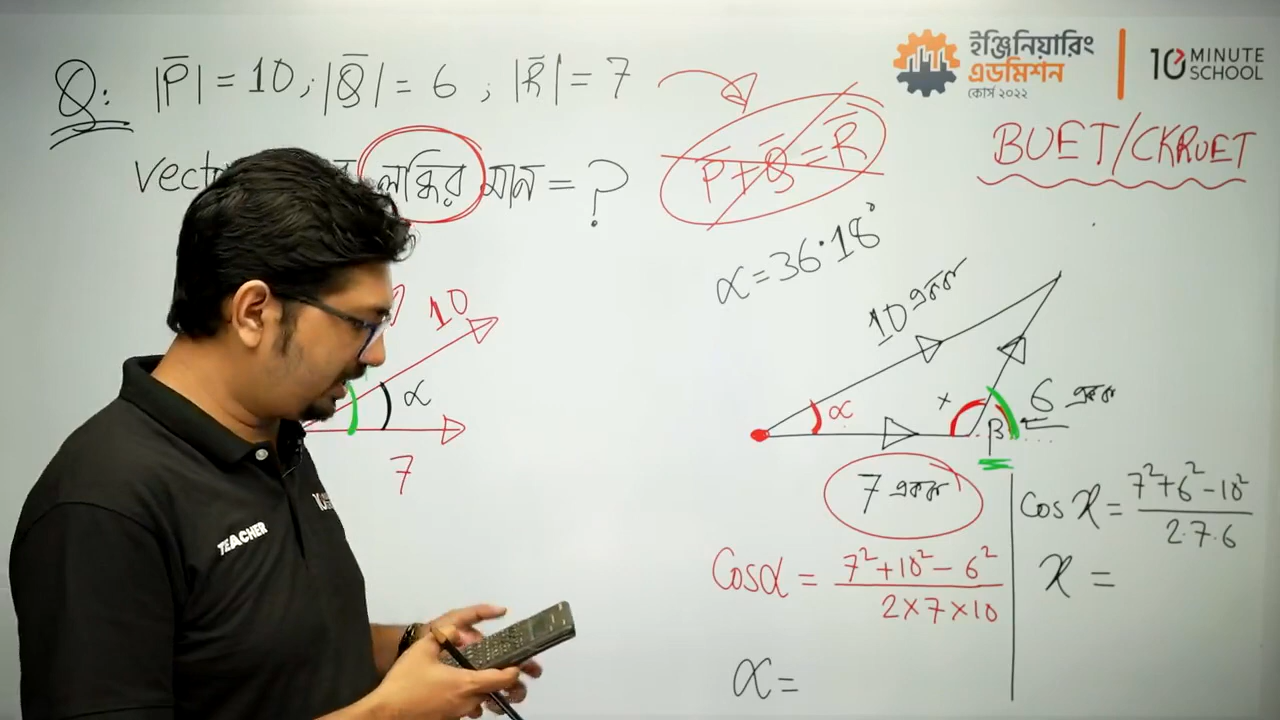 Q: |P̅| = 10 ; |Q̅| = 6 ; |R̅| = 7
লব্ধির মান = ?
P̅ + Q̅ = R̅
ইঞ্জিনিয়ারিং
এডমিশন
কোর্স ২০২২
10 MINUTE
SCHOOL
BUET/CKRUET
α = 36.18°
10
α
7
10 একক
α
x
β
6 একক
7 একক
Cosα = (7² + 10² - 6²) / (2×7×10)
α =
Cos x = (7² + 6² - 10²) / (2.7.6)
x =
TEACHER